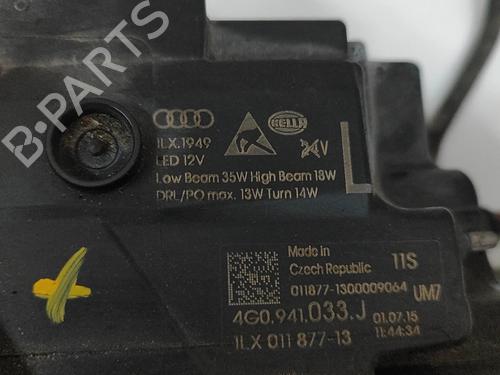 B-PARTS
HELLA
1LX.1949
LED 12V
24V
Low Beam 35W High Beam 18W
DRL/PO max. 13W Turn 14W
L
Made in
Czech Republic
11S
011877-1300009064
UM7
4G0.941.033.J
01.07.15
11:44:34
1LX 011 877-13